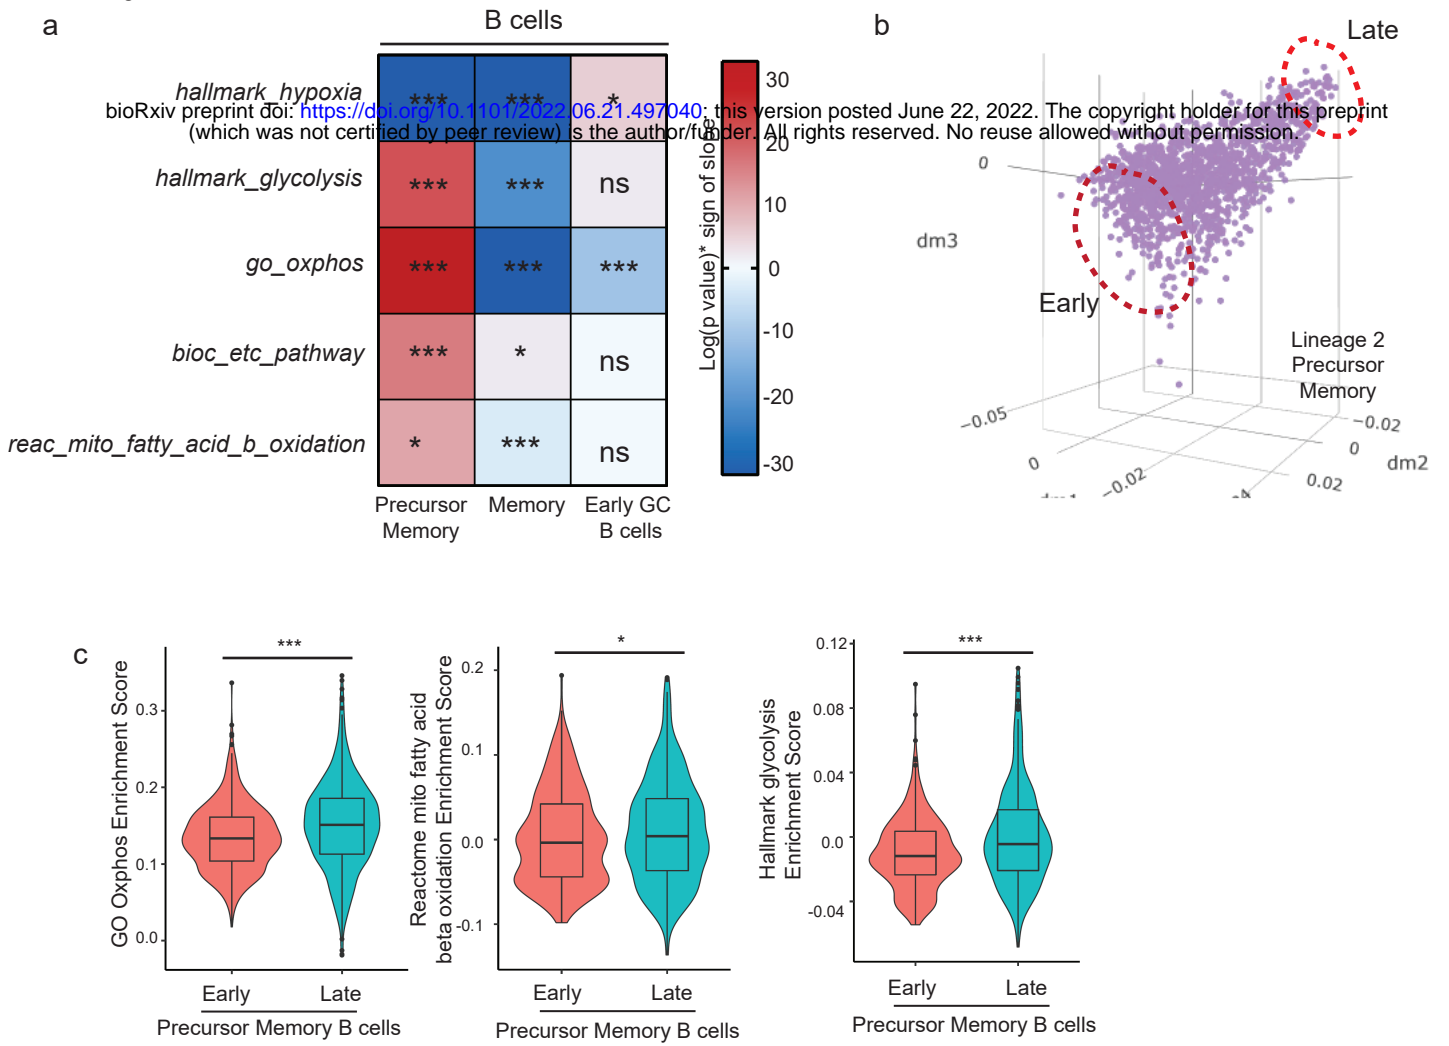 a
B cells
b
Late
hallmark_hypoxia
*** *** *
bioRxiv preprint doi: https://doi.org/10.1101/2022.06.21.497040; this version posted June 22, 2022. The copyright holder for this preprint
(which was not certified by peer review) is the author/funder. All rights reserved. No reuse allowed without permission.
hallmark_glycolysis
*** *** ns
go_oxphos
*** *** ***
bioc_etc_pathway
*** * ns
reac_mito_fatty_acid_b_oxidation
* *** ns
Precursor
Memory
Memory
Early GC
B cells
Log(p value)* sign of slope
30
20
10
0
-10
-20
-30
0
dm3
Early
Lineage 2
Precursor
Memory
−0.05
0
−0.02
−0.02
0
0.02
dm2
c
***
GO Oxphos Enrichment Score
0.3
0.2
0.1
0.0
Early Late
Precursor Memory B cells
*
Reactome mito fatty acid
beta oxidation Enrichment Score
0.2
0.1
0.0
-0.1
Early Late
Precursor Memory B cells
***
Hallmark glycolysis
Enrichment Score
0.12
0.08
0.04
0.0
-0.04
Early Late
Precursor Memory B cells